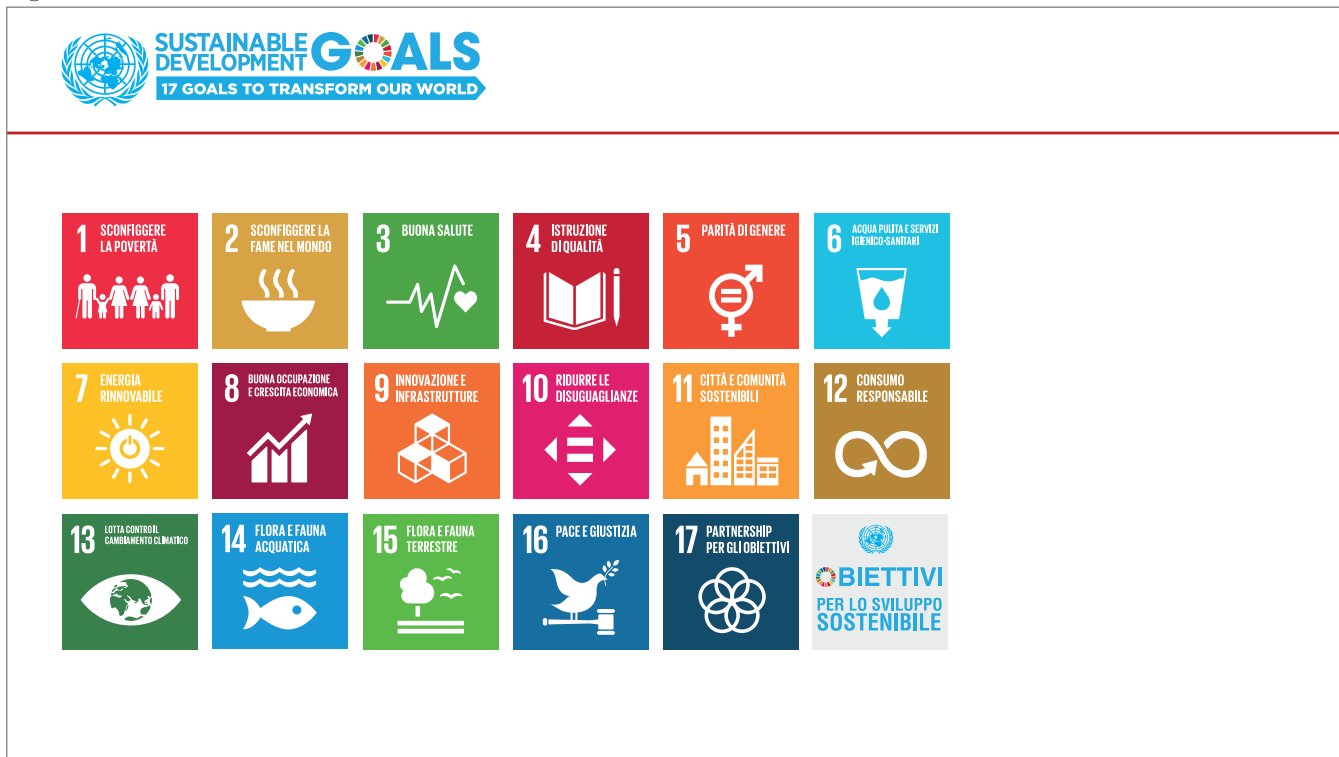 SUSTAINABLE
DEVELOPMENT GOALS
17 GOALS TO TRANSFORM OUR WORLD
1 SCONFIGGERE
LA POVERTÀ
2 SCONFIGGERE LA
FAME NEL MONDO
3 BUONA SALUTE
4 ISTRUZIONE
DI QUALITÀ
5 PARITÀ DI GENERE
6 ACQUA PULITA E SERVIZI
IGIENICO-SANITARI
7 ENERGIA
RINNOVABILE
8 BUONA OCCUPAZIONE
E CRESCITA ECONOMICA
9 INNOVAZIONE E
INFRASTRUTTURE
10 RIDURRE LE
DISUGUAGLIANZE
11 CITTÀ E COMUNITÀ
SOSTENIBILI
12 CONSUMO
RESPONSABILE
13 LOTTA CONTRO IL
CAMBIAMENTO CLIMATICO
14 FLORA E FAUNA
ACQUATICA
15 FLORA E FAUNA
TERRESTRE
16 PACE E GIUSTIZIA
17 PARTNERSHIP
PER GLI OBIETTIVI
OBIETTIVI
PER LO SVILUPPO
SOSTENIBILE